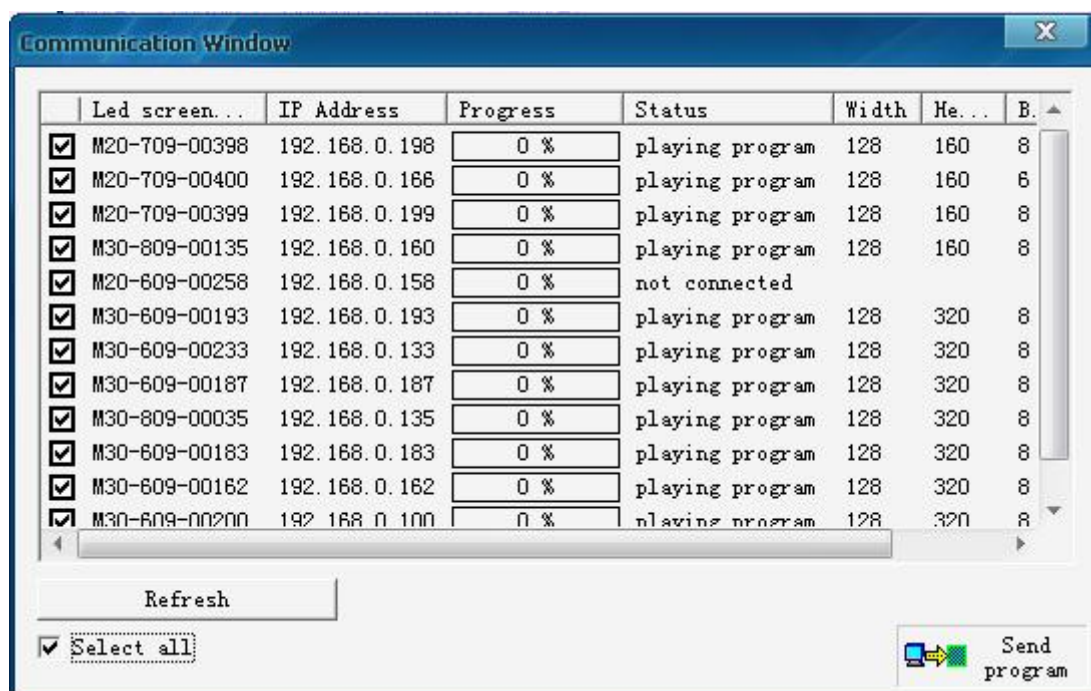 Communication Window
Led screen... IP Address Progress Status Width He... B.
M20-709-00398 192.168.0.198 0 % playing program 128 160 8
M20-709-00400 192.168.0.166 0 % playing program 128 160 6
M20-709-00399 192.168.0.199 0 % playing program 128 160 8
M30-809-00135 192.168.0.160 0 % playing program 128 160 8
M20-609-00258 192.168.0.158 0 % not connected
M30-609-00193 192.168.0.193 0 % playing program 128 320 8
M30-609-00233 192.168.0.133 0 % playing program 128 320 8
M30-609-00187 192.168.0.187 0 % playing program 128 320 8
M30-809-00035 192.168.0.135 0 % playing program 128 320 8
M30-609-00183 192.168.0.183 0 % playing program 128 320 8
M30-609-00162 192.168.0.162 0 % playing program 128 320 8
M30-609-00200 192.168.0.100 0 % playing program 128 320 8
Refresh
Select all
Send
program